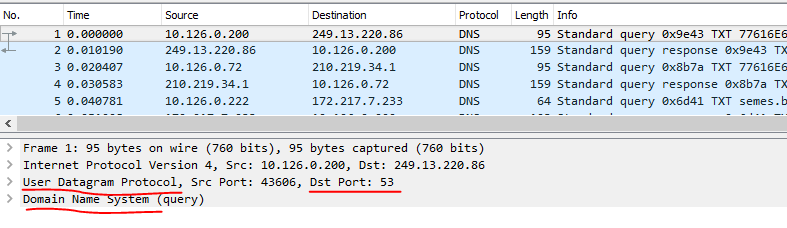 No. Time Source Destination Protocol Length Info
1 0.000000 10.126.0.200 249.13.220.86 DNS 95 Standard query 0x9e43 TXT 77616E6
2 0.010190 249.13.220.86 10.126.0.200 DNS 159 Standard query response 0x9e43 TX
3 0.020407 10.126.0.72 210.219.34.1 DNS 95 Standard query 0x8b7a TXT 77616E6
4 0.030583 210.219.34.1 10.126.0.72 DNS 159 Standard query response 0x8b7a TX
5 0.040781 10.126.0.222 172.217.7.233 DNS 64 Standard query 0x6d41 TXT semes.b
Frame 1: 95 bytes on wire (760 bits), 95 bytes captured (760 bits)
Internet Protocol Version 4, Src: 10.126.0.200, Dst: 249.13.220.86
User Datagram Protocol, Src Port: 43606, Dst Port: 53
Domain Name System (query)